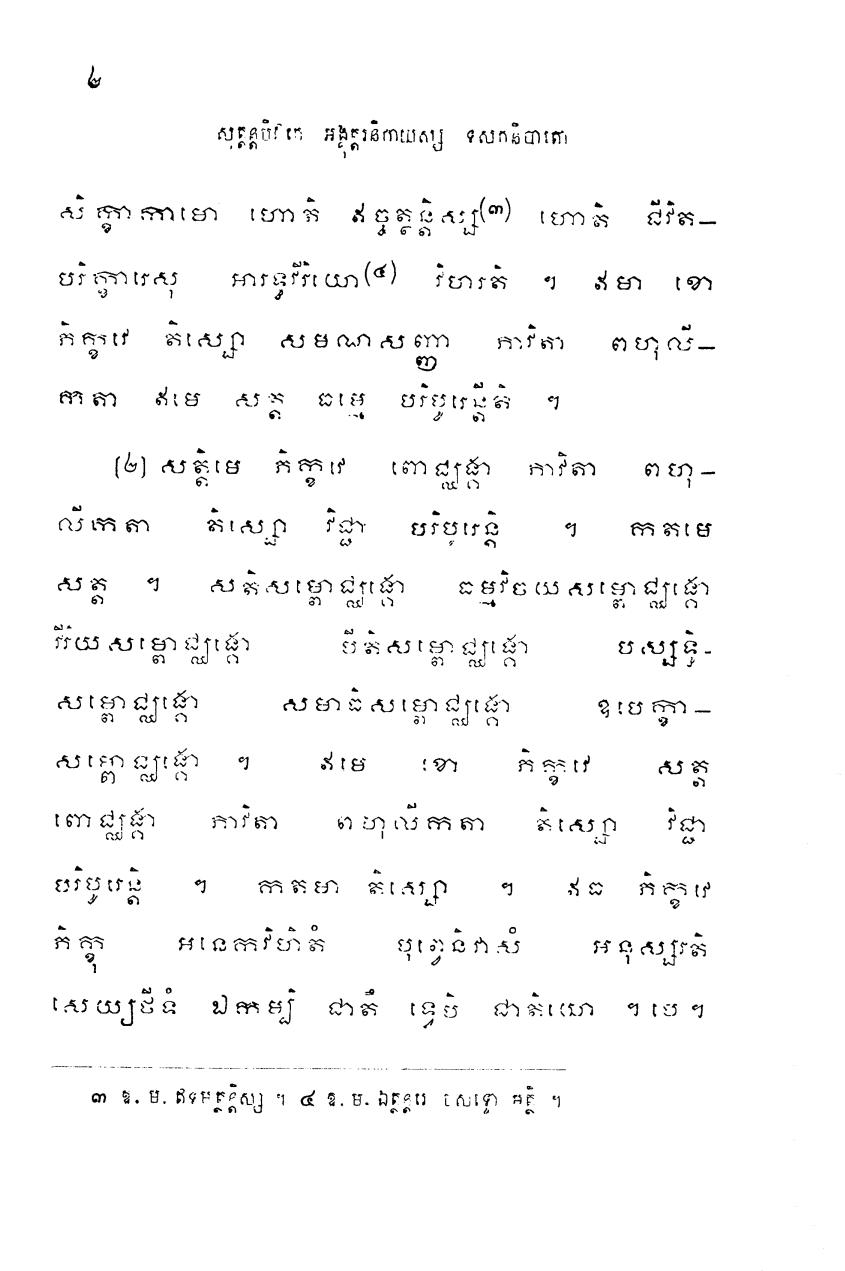 ២
សុត្តន្តបិដកេ អង្គុត្តរនិកាយស្ស ទសកនិបាតោ
សិក្ខាកាមោ ហោតិ ឥច្ចត្ថន្តិស្ស(៣) ហោតិ ជីវិត–
បរិក្ខារេសុ អារទ្ធវីរិយោ(៤) វិហរតិ ។ ឥមា ខោ
ភិក្ខវេ តិស្សោ សមណសញ្ញា ភាវិតា ពហុលី–
កតា ឥមេ សត្ត ធម្មេ បរិបូរេន្តីតិ ។
(២) សត្តិមេ ភិក្ខវេ ពោជ្ឈង្គា ភាវិតា ពហុ–
លីកតា តិស្សោ វិជ្ជា បរិបូរេន្តិ ។ កតមេ
សត្ត ។ សតិសម្ពោជ្ឈង្គោ ធម្មវិចយសម្ពោជ្ឈង្គោ
វីរិយសម្ពោជ្ឈង្គោ បីតិសម្ពោជ្ឈង្គោ បស្សទ្ធិ–
សម្ពោជ្ឈង្គោ សមាធិសម្ពោជ្ឈង្គោ ឧបេក្ខា–
សម្ពោជ្ឈង្គោ ។ ឥមេ ខោ ភិក្ខវេ សត្ត
ពោជ្ឈង្គា ភាវិតា ពហុលីកតា តិស្សោ វិជ្ជា
បរិបូរេន្តិ ។ កតមា តិស្សោ ។ ឥធ ភិក្ខវេ
ភិក្ខុ អនេកវិហិតំ បុព្វេនិវាសំ អនុស្សរតិ
សេយ្យថីទំ ឯកម្បិ ជាតឹ ទ្វេបិ ជាតិយោ ។បេ។
៣ ឱ. ម. ឥទមត្ថន្តិស្ស ។ ៤ ឱ. ម. ឯត្ថន្តរេ សទ្ទោ អត្ថិ ។